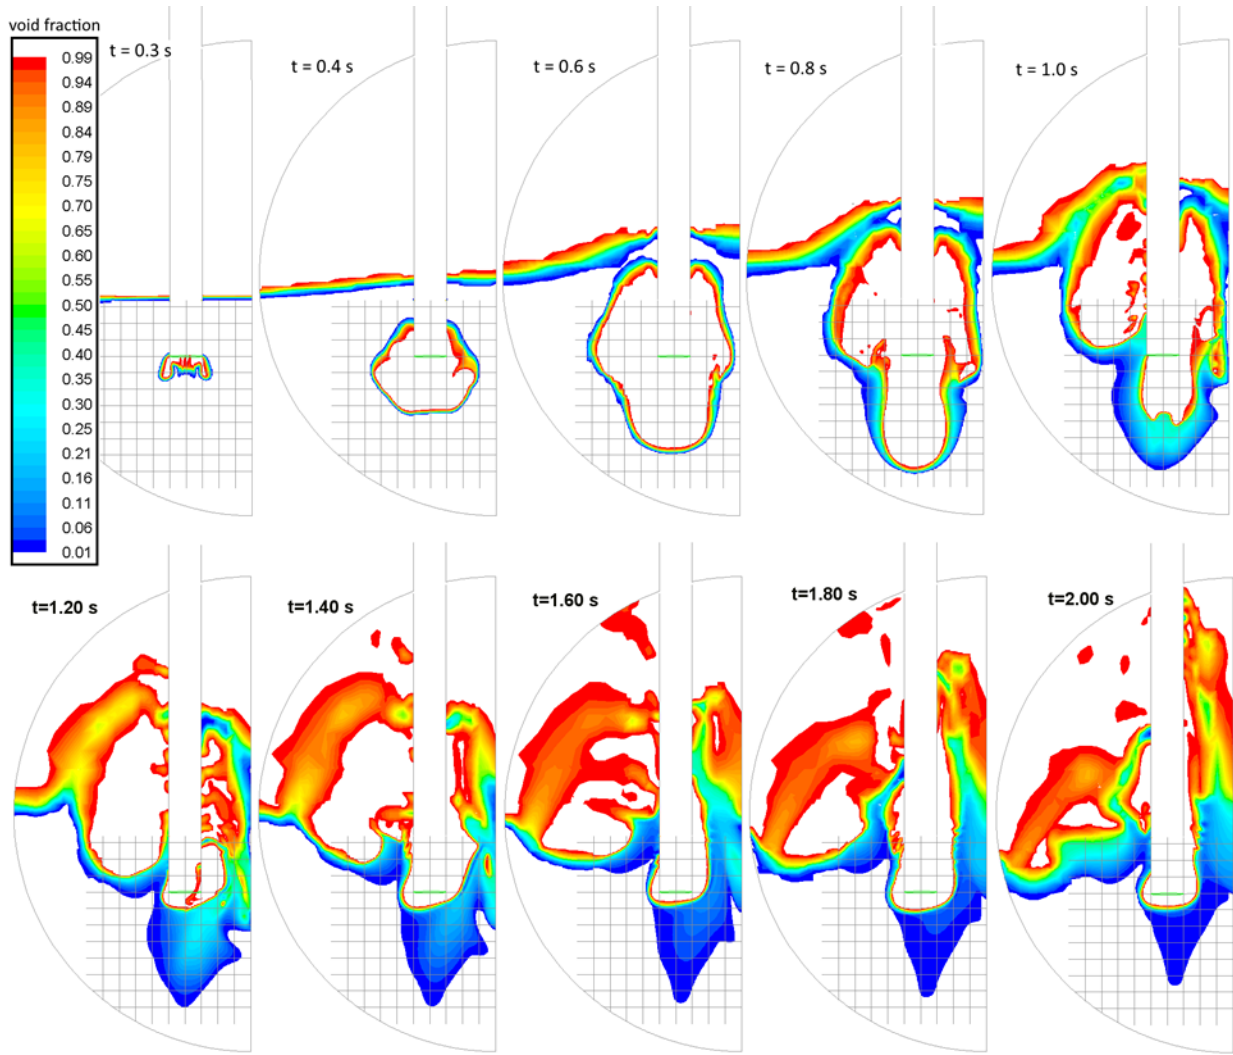 void fraction
0.99
0.94
0.89
0.84
0.79
0.75
0.70
0.65
0.60
0.55
0.50
0.45
0.40
0.35
0.30
0.25
0.21
0.16
0.11
0.06
0.01
t = 0.3 s
t = 0.4 s
t = 0.6 s
t = 0.8 s
t = 1.0 s
t=1.20 s
t=1.40 s
t=1.60 s
t=1.80 s
t=2.00 s